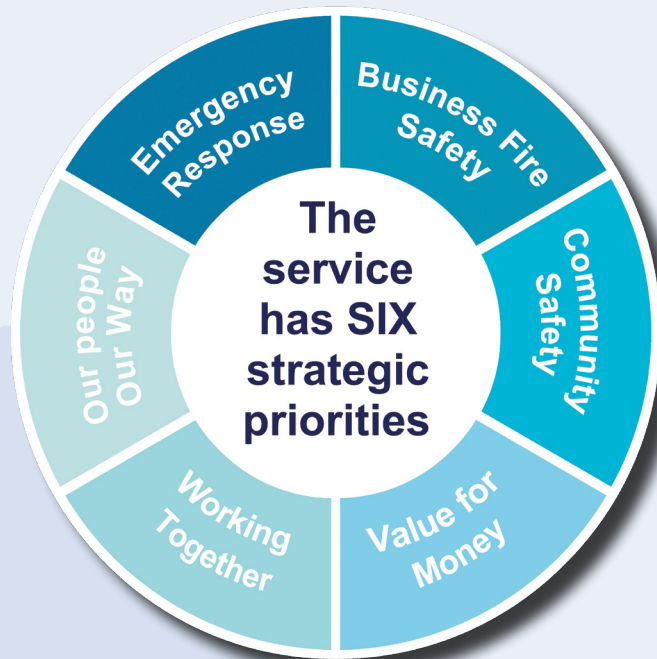 The
service
has SIX
strategic
priorities
Emergency
Response
Business Fire
Safety
Community
Safety
Value for
Money
Working
Together
Our people
Our Way